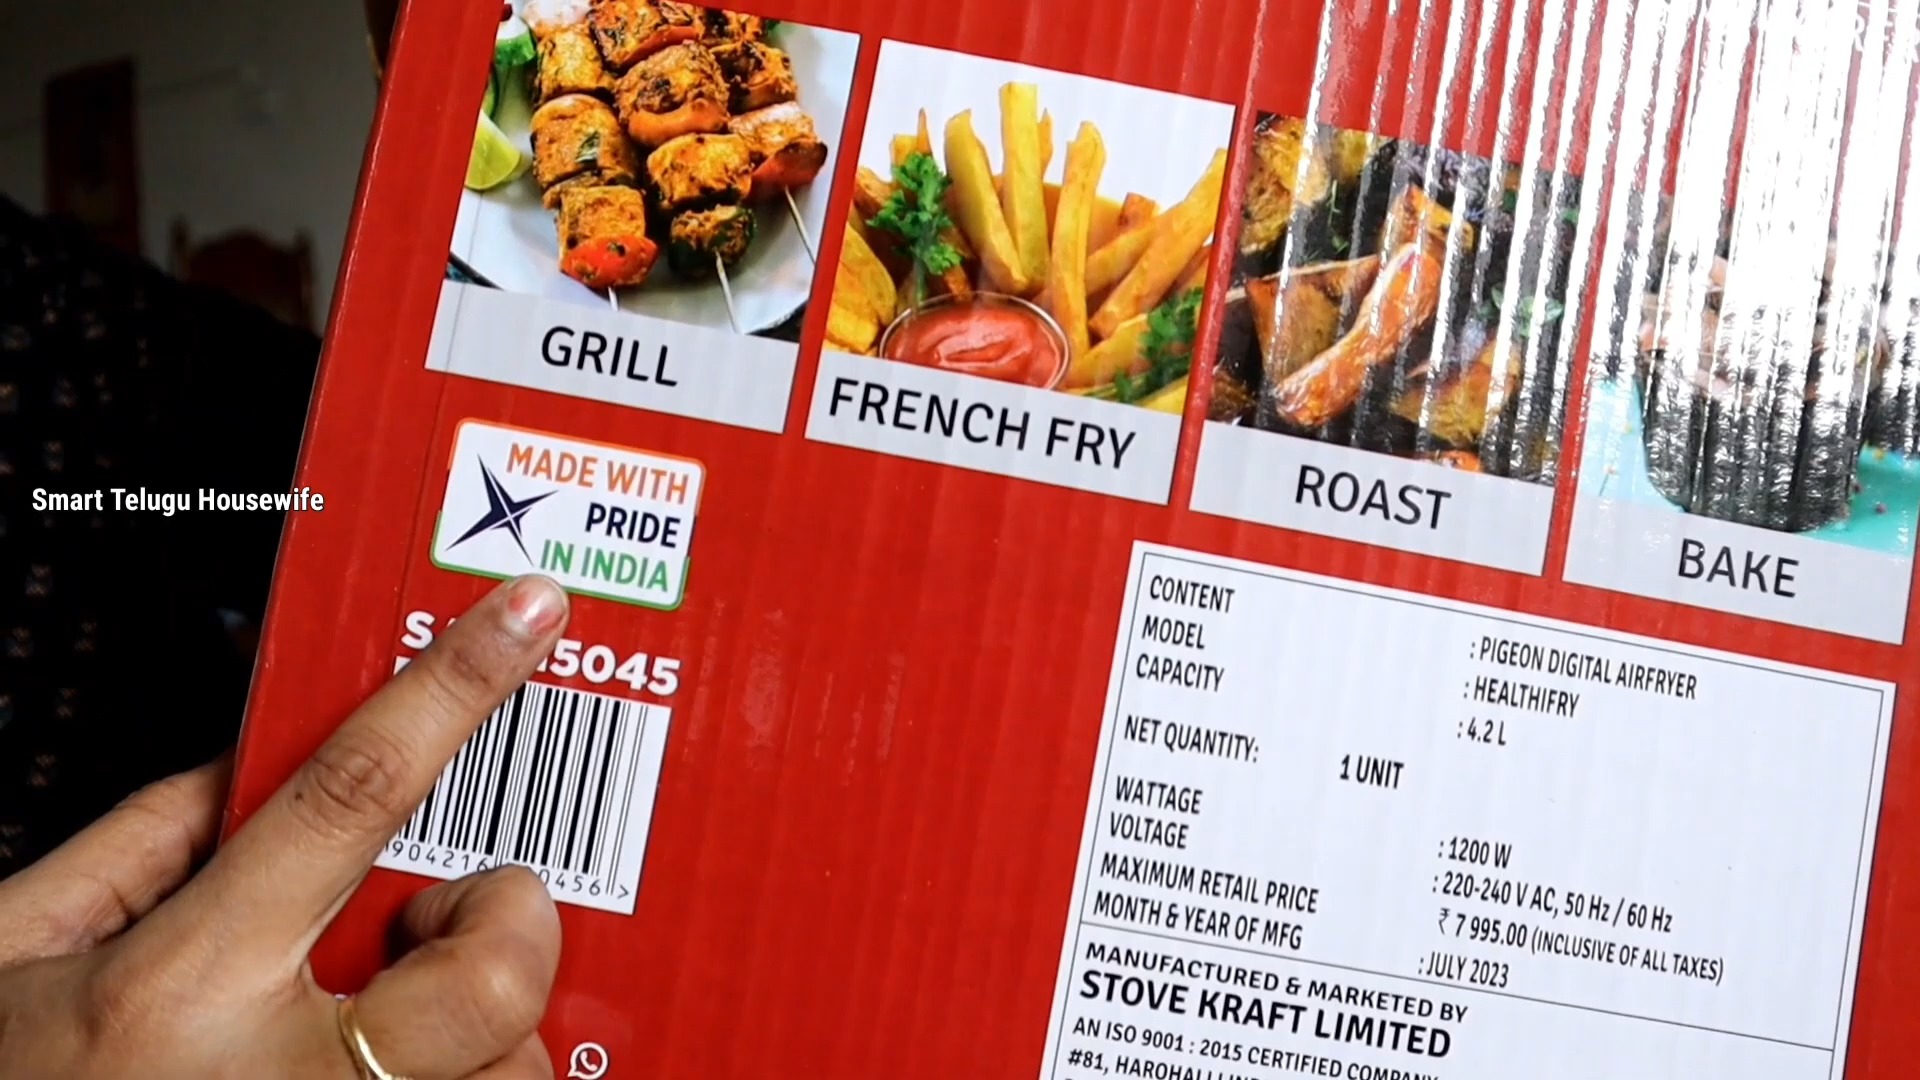 GRILL
FRENCH FRY
ROAST
BAKE
MADE WITH
PRIDE
IN INDIA
Smart Telugu Housewife
15045
904216
0456
CONTENT : PIGEON DIGITAL AIRFRYER
MODEL : HEALTHIFRY
CAPACITY : 4.2 L
NET QUANTITY: 1 UNIT
WATTAGE : 1200 W
VOLTAGE : 220-240 V AC, 50 Hz / 60 Hz
MAXIMUM RETAIL PRICE ₹ 7 995.00 (INCLUSIVE OF ALL TAXES)
MONTH & YEAR OF MFG : JULY 2023
MANUFACTURED & MARKETED BY
STOVE KRAFT LIMITED
AN ISO 9001 : 2015 CERTIFIED COMPANY
#81,